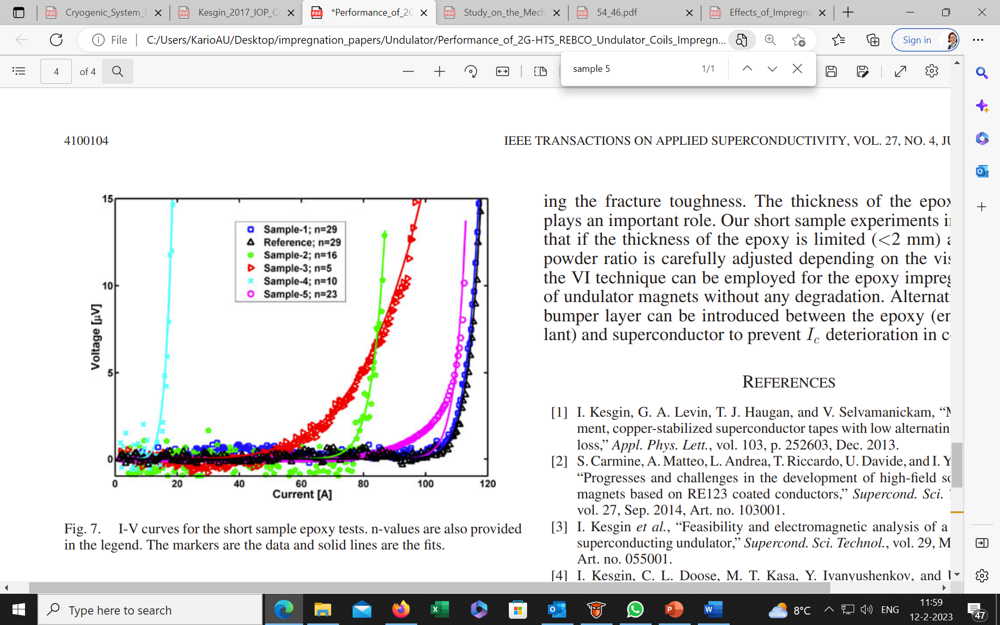 Cryogenic_System_
Kesgin_2017_IOP_C
*Performance_of_2G
Study_on_the_Mech
54_46.pdf
Effects_of_Impregna
File
C:/Users/KarioAU/Desktop/impregnation_papers/Undulator/Performance_of_2G-HTS_REBCO_Undulator_Coils_Impregn...
Sign in
4
of 4
sample 5
1/1
4100104
IEEE TRANSACTIONS ON APPLIED SUPERCONDUCTIVITY, VOL. 27, NO. 4, JU
15
10
5
0
Voltage [µV]
Sample-1; n=29
Reference; n=29
Sample-2; n=16
Sample-3; n=5
Sample-4; n=10
Sample-5; n=23
0 20 40 60 80 100 120
Current [A]
Fig. 7. I-V curves for the short sample epoxy tests. n-values are also provided
in the legend. The markers are the data and solid lines are the fits.
ing the fracture toughness. The thickness of the epox
plays an important role. Our short sample experiments i
that if the thickness of the epoxy is limited (<2 mm) a
powder ratio is carefully adjusted depending on the vis
the VI technique can be employed for the epoxy impreg
of undulator magnets without any degradation. Alternati
bumper layer can be introduced between the epoxy (en
lant) and superconductor to prevent Ic deterioration in c
REFERENCES
[1] I. Kesgin, G. A. Levin, T. J. Haugan, and V. Selvamanickam, “M
ment, copper-stabilized superconductor tapes with low alternatin
loss,” Appl. Phys. Lett., vol. 103, p. 252603, Dec. 2013.
[2] S. Carmine, A. Matteo, L. Andrea, T. Riccardo, U. Davide, and I. Y
“Progresses and challenges in the development of high-field so
magnets based on RE123 coated conductors,” Supercond. Sci.
vol. 27, Sep. 2014, Art. no. 103001.
[3] I. Kesgin et al., “Feasibility and electromagnetic analysis of a
superconducting undulator,” Supercond. Sci. Technol., vol. 29, M
Art. no. 055001.
[4] I. Kesgin, C. L. Doose, M. T. Kasa, Y. Ivanyushenkov, and U
Type here to search
8°C
ENG
11:59
12-2-2023
47